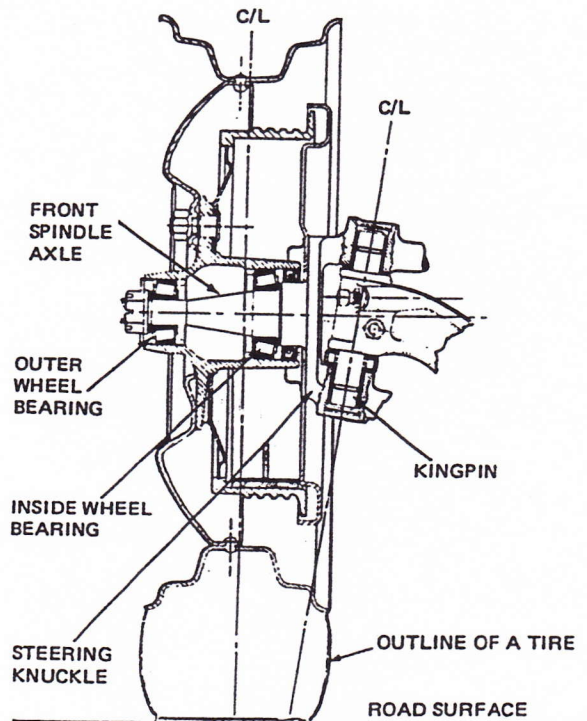 C/L
C/L
FRONT
SPINDLE
AXLE
OUTER
WHEEL
BEARING
KINGPIN
INSIDE WHEEL
BEARING
STEERING
KNUCKLE
OUTLINE OF A TIRE
ROAD SURFACE